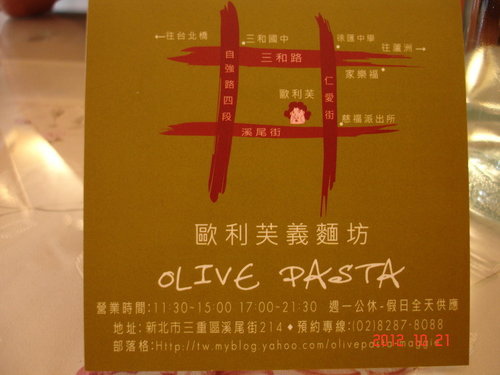 ←往台北橋
三和國中
徐匯中學
往蘆洲→
三和路
自強路四段
仁愛街
家樂福
歐利芙
慈福派出所
溪尾街
歐利芙義麵坊
OLIVE PASTA
營業時間:11:30-15:00 17:00-21:30 週一公休-假日全天供應
地址:新北市三重區溪尾街214◆預約專線:(02)8287-8088
部落格:Http://tw.myblog.yahoo.com/olivepasta-maggie
2012 10 21